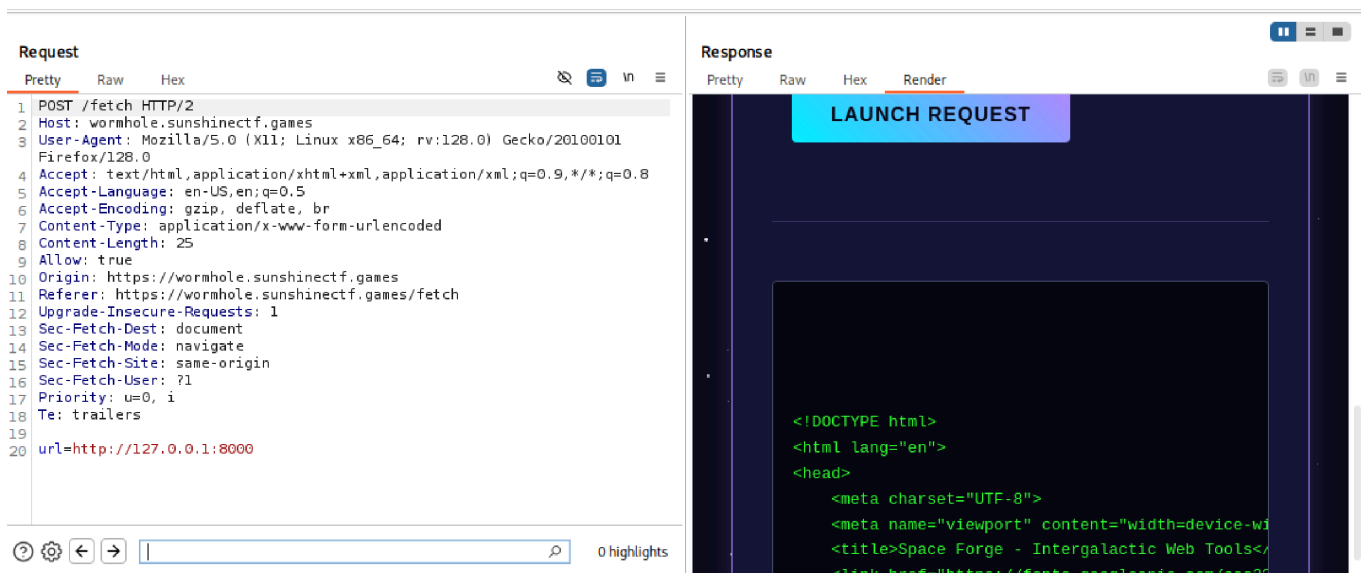 Request
Pretty Raw Hex
\n
1 POST /fetch HTTP/2
2 Host: wormhole.sunshinectf.games
3 User-Agent: Mozilla/5.0 (X11; Linux x86_64; rv:128.0) Gecko/20100101
Firefox/128.0
4 Accept: text/html,application/xhtml+xml,application/xml;q=0.9,*/*;q=0.8
5 Accept-Language: en-US,en;q=0.5
6 Accept-Encoding: gzip, deflate, br
7 Content-Type: application/x-www-form-urlencoded
8 Content-Length: 25
9 Allow: true
10 Origin: https://wormhole.sunshinectf.games
11 Referer: https://wormhole.sunshinectf.games/fetch
12 Upgrade-Insecure-Requests: 1
13 Sec-Fetch-Dest: document
14 Sec-Fetch-Mode: navigate
15 Sec-Fetch-Site: same-origin
16 Sec-Fetch-User: ?1
17 Priority: u=0, i
18 Te: trailers
19
20 url=http://127.0.0.1:8000
0 highlights
Response
Pretty Raw Hex Render
\n
LAUNCH REQUEST
<!DOCTYPE html>
<html lang="en">
<head>
<meta charset="UTF-8">
<meta name="viewport" content="width=device-wi
<title>Space Forge - Intergalactic Web Tools</